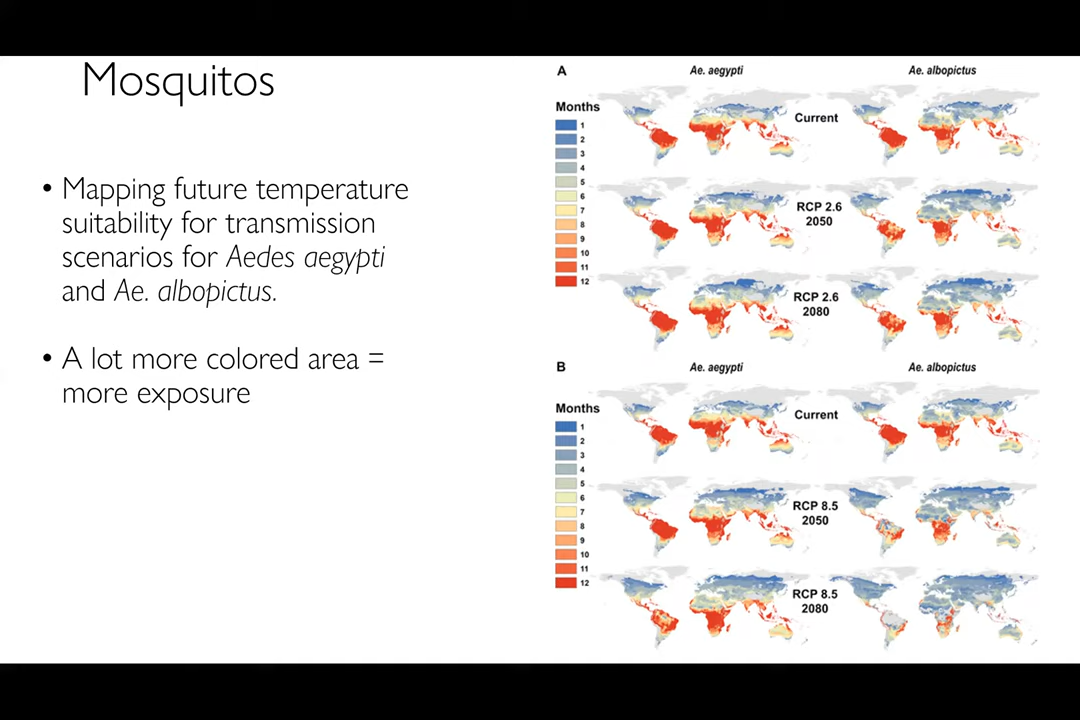 Mosquitos
• Mapping future temperature
suitability for transmission
scenarios for Aedes aegypti
and Ae. albopictus.
• A lot more colored area =
more exposure
A
Ae. aegypti
Ae. albopictus
Months
1
2
3
4
5
6
7
8
9
10
11
12
Current
RCP 2.6
2050
RCP 2.6
2080
B
Ae. aegypti
Ae. albopictus
Months
1
2
3
4
5
6
7
8
9
10
11
12
Current
RCP 8.5
2050
RCP 8.5
2080